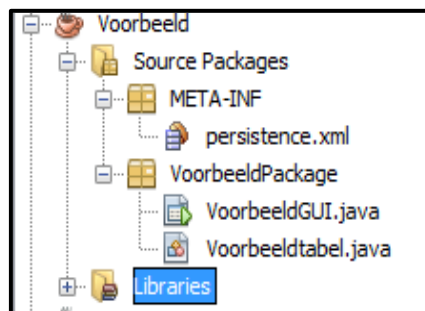 Voorbeeld
Source Packages
META-INF
persistence.xml
VoorbeeldPackage
VoorbeeldGUI.java
Voorbeeldtabel.java
Libraries